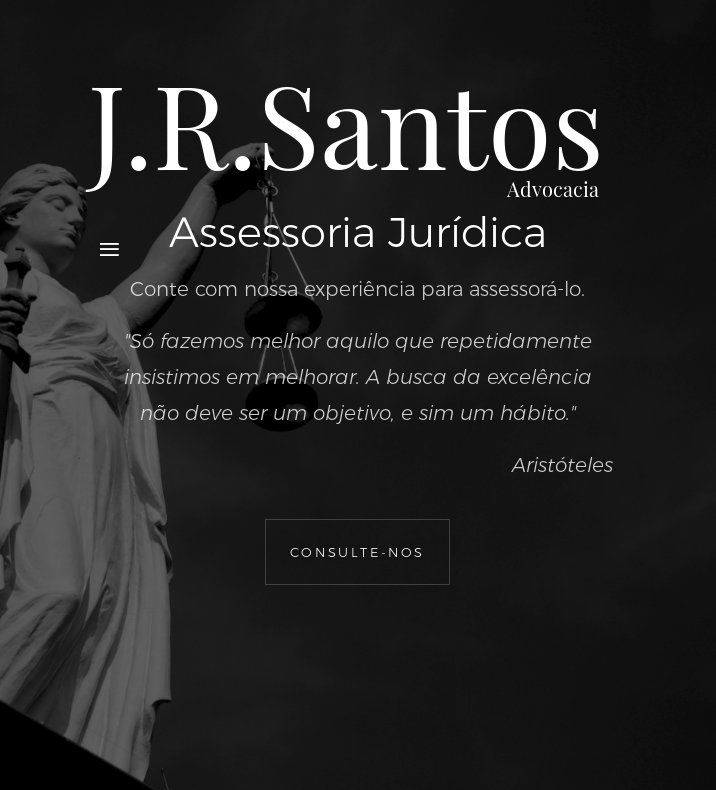 J.R.Santos
Advocacia
Assessoria Jurídica
Conte com nossa experiência para assessorá-lo.
"Só fazemos melhor aquilo que repetidamente
insistimos em melhorar. A busca da excelência
não deve ser um objetivo, e sim um hábito."
Aristóteles
CONSULTE-NOS